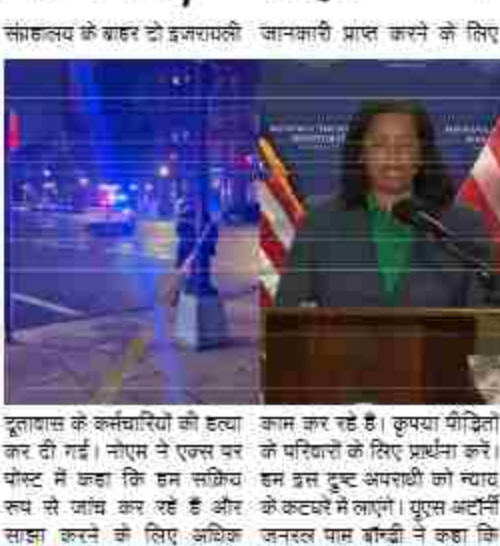 संग्रहालय के बाहर दो इजरायली
दूतावास के कर्मचारियों की हत्या
कर दी गई। नोएम ने एक्स पर
पोस्ट में कहा कि हम सक्रिय
रूप से जांच कर रहे हैं और
साझा करने के लिए अधिक
जानकारी प्राप्त करने के लिए
काम कर रहे हैं। कृपया पीड़ितों
के परिवारों के लिए प्रार्थना करें।
हम इस दुष्ट अपराधी को न्याय
के कटघरे में लाएंगे। यूएस अटॉर्नी
जनरल पाम बॉन्डी ने कहा कि